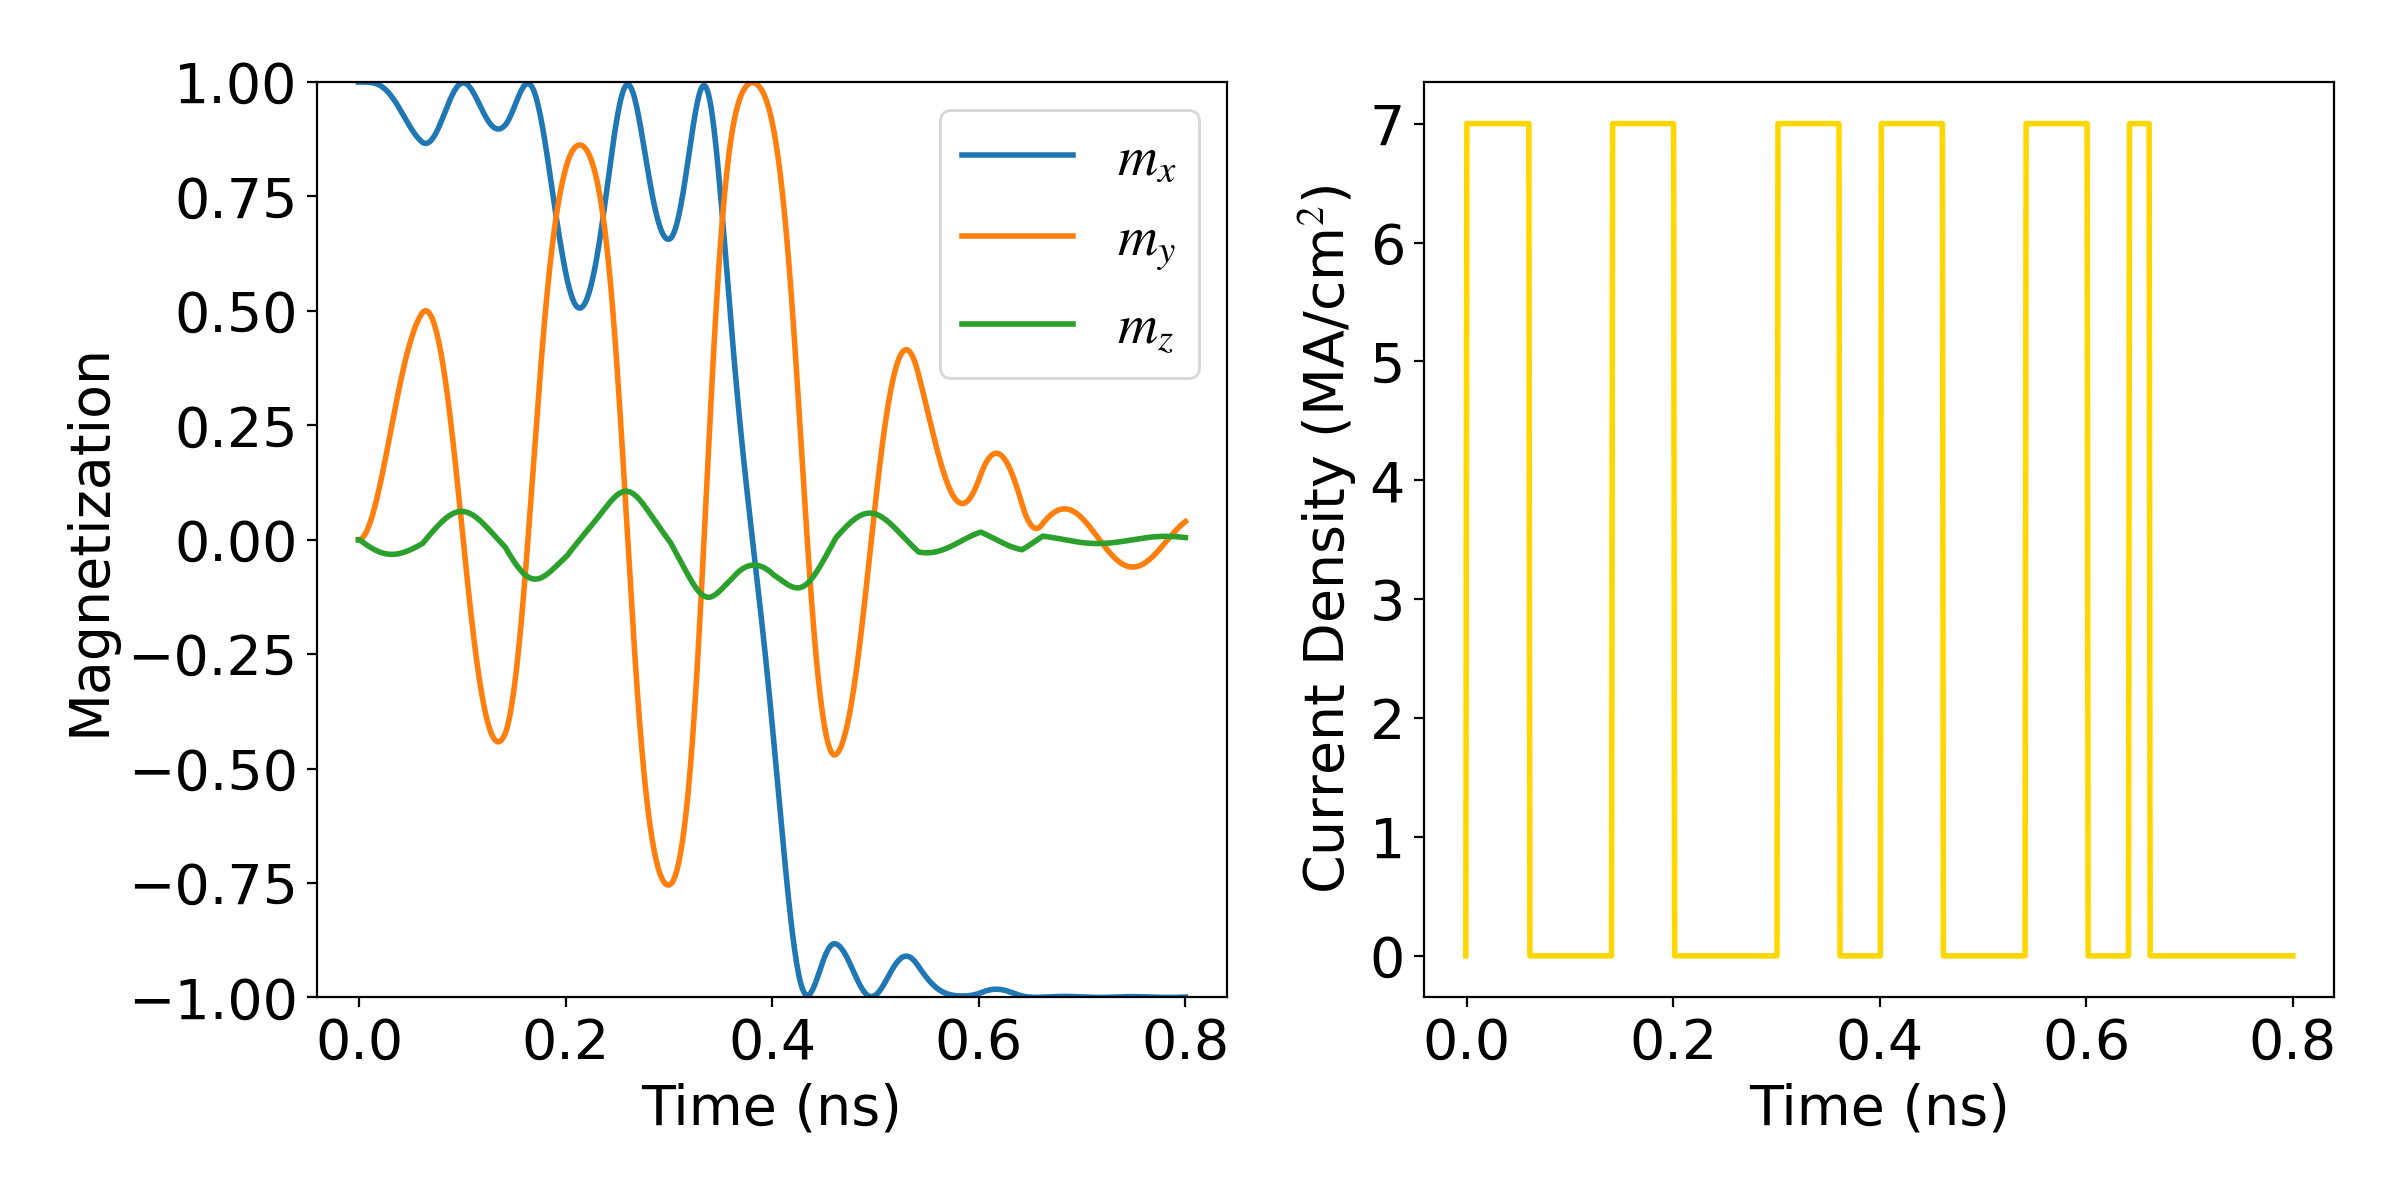 1.00
0.75
0.50
0.25
0.00
−0.25
−0.50
−0.75
−1.00
Magnetization
0.0 0.2 0.4 0.6 0.8
Time (ns)
mₓ
m_y
m_z
7
6
5
4
3
2
1
0
Current Density (MA/cm²)
0.0 0.2 0.4 0.6 0.8
Time (ns)